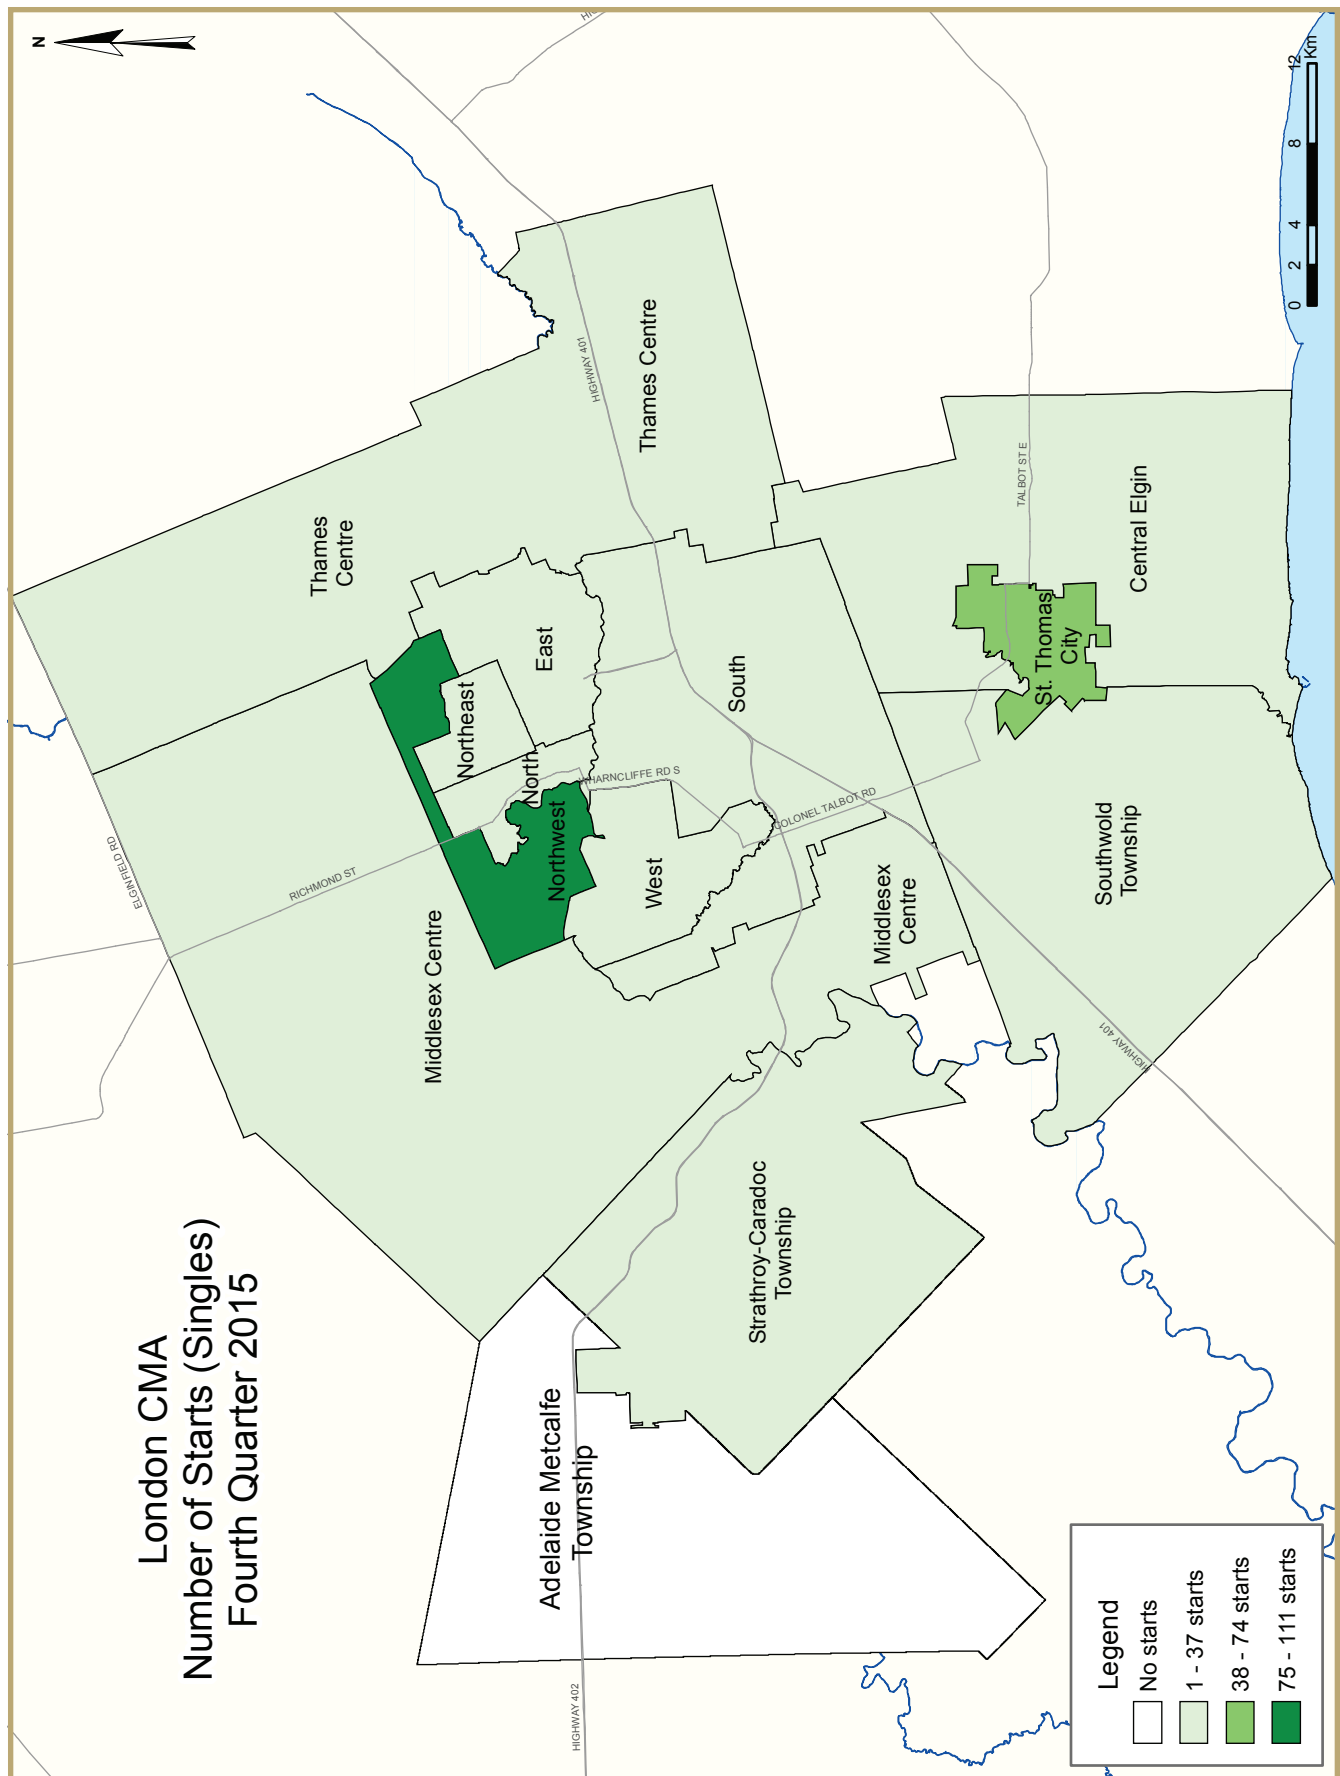 London CMA
Number of Starts (Singles)
Fourth Quarter 2015
N
ELGINFIELD RD
RICHMOND ST
Thames
Centre
Middlesex Centre
Northeast
North
Northwest
East
West
South
WHARNCLIFFE RD S
HIGHWAY 401
Thames Centre
COLONEL TALBOT RD
Middlesex
Centre
Adelaide Metcalfe
Township
HIGHWAY 402
Strathroy-Caradoc
Township
TALBOT ST E
St. Thomas
City
Central Elgin
Southwold
Township
HIGHWAY 401
Legend
No starts
1 - 37 starts
38 - 74 starts
75 - 111 starts
0 2 4 8 12
Km